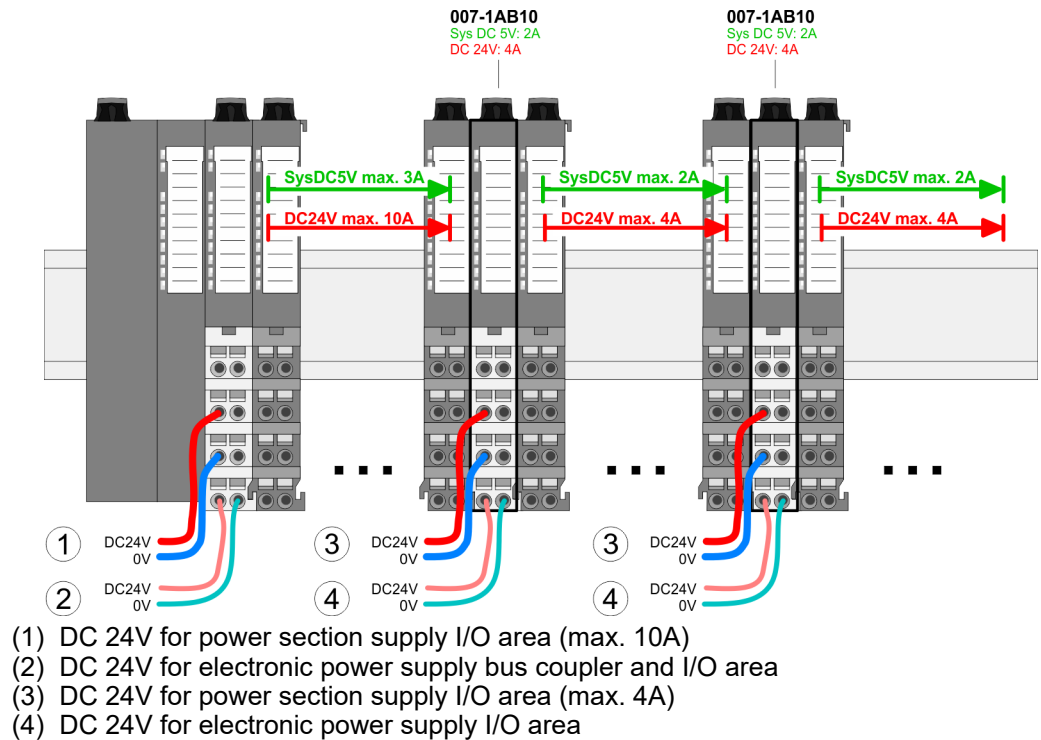 007-1AB10 007-1AB10
Sys DC 5V: 2A Sys DC 5V: 2A
DC 24V: 4A DC 24V: 4A
SysDC5V max. 3A SysDC5V max. 2A SysDC5V max. 2A
DC24V max. 10A DC24V max. 4A DC24V max. 4A
1 DC24V 3 DC24V 3 DC24V
0V 0V 0V
2 DC24V 4 DC24V 4 DC24V
0V 0V 0V
(1) DC 24V for power section supply I/O area (max. 10A)
(2) DC 24V for electronic power supply bus coupler and I/O area
(3) DC 24V for power section supply I/O area (max. 4A)
(4) DC 24V for electronic power supply I/O area